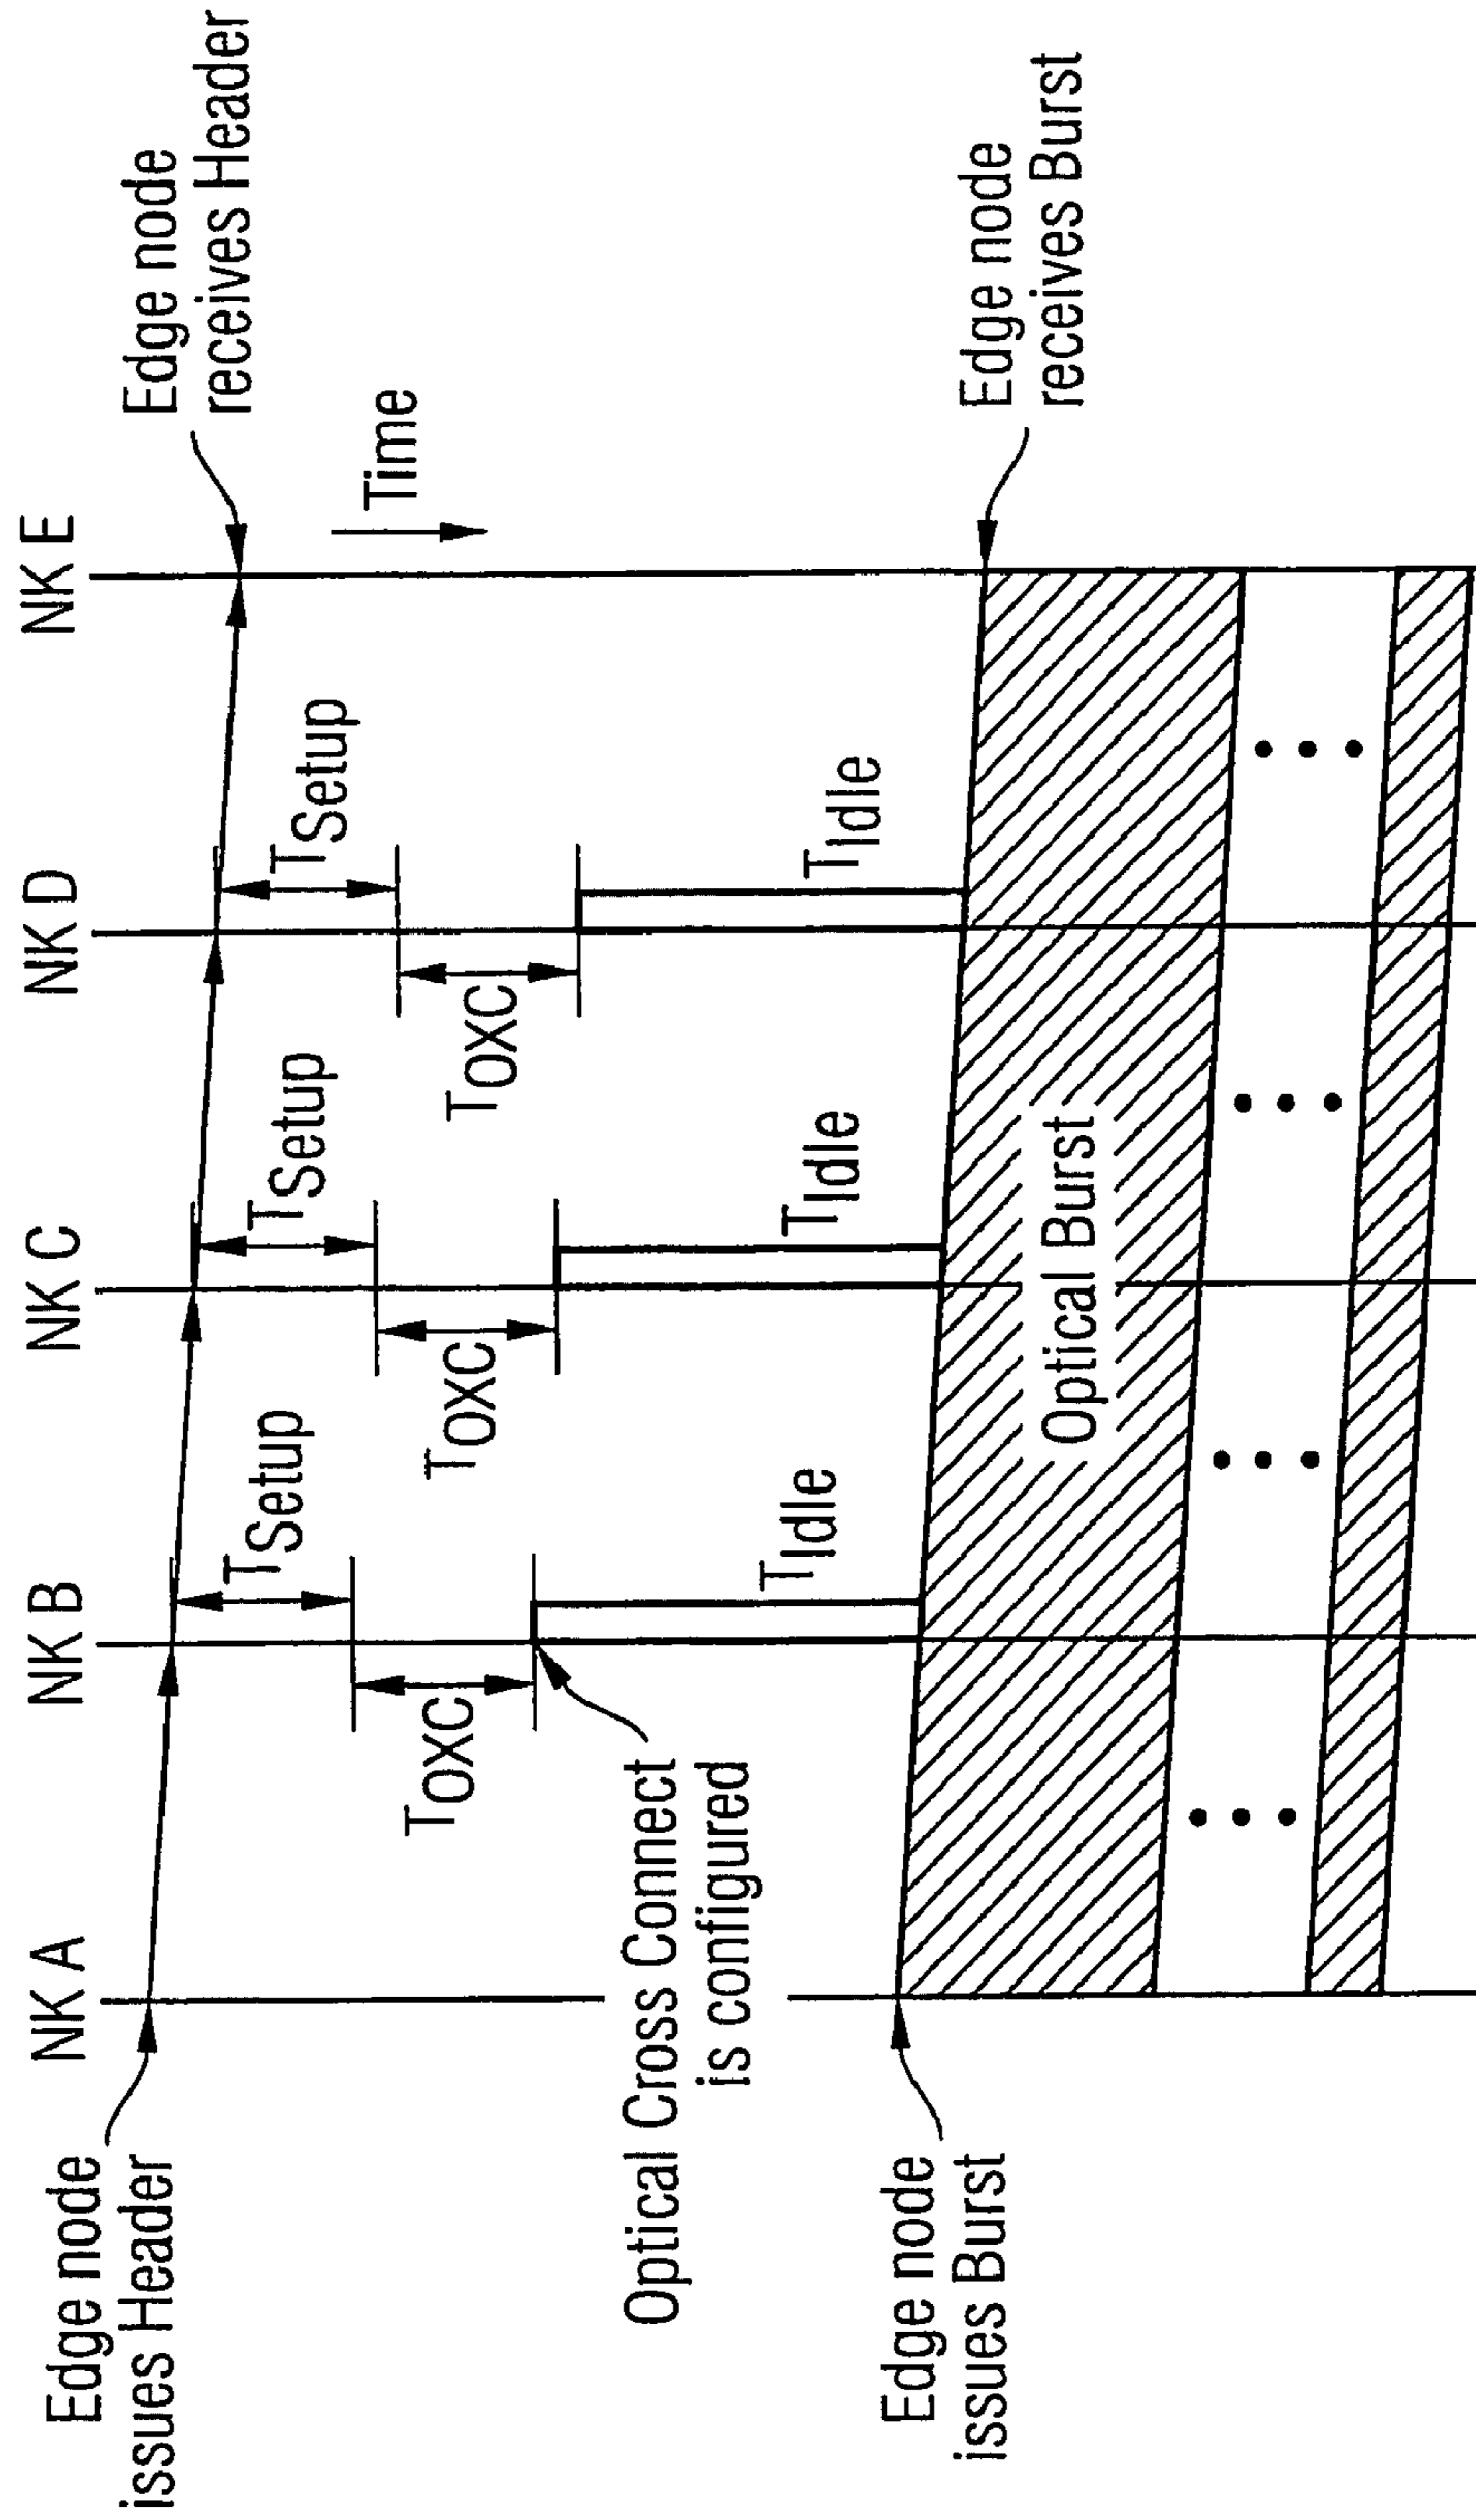 NK A
NK B
NK C
NK D
NK E
Edge node
issues Header
Edge node
receives Header
Time
TSetup
TSetup
TSetup
TOXC
TOXC
TOXC
Optical Cross Connect
is configured
TIdle
TIdle
TIdle
Edge node
issues Burst
Edge node
receives Burst
Optical Burst